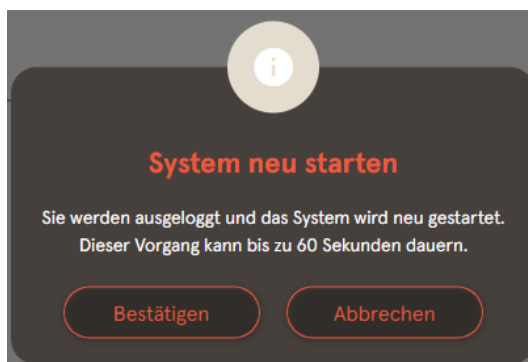 System neu starten
Sie werden ausgeloggt und das System wird neu gestartet.
Dieser Vorgang kann bis zu 60 Sekunden dauern.
Bestätigen
Abbrechen